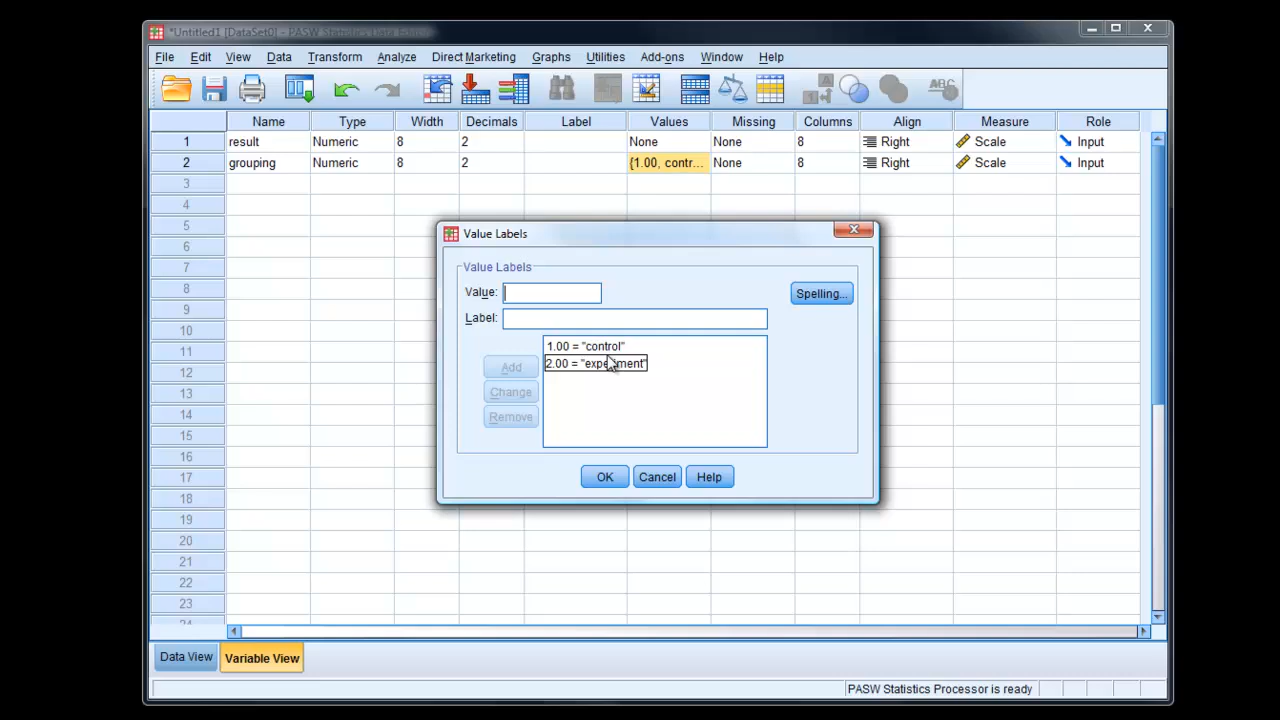 *Untitled1 [DataSet0] - PASW Statistics Data Editor
File Edit View Data Transform Analyze Direct Marketing Graphs Utilities Add-ons Window Help
Name Type Width Decimals Label Values Missing Columns Align Measure Role
1 result Numeric 8 2 None None 8 Right Scale Input
2 grouping Numeric 8 2 {1.00, contr... None 8 Right Scale Input
3
4
5
6
7
8
9
10
11
12
13
14
15
16
17
18
19
20
21
22
23
24
Value Labels
Value Labels
Value:
Spelling...
Label:
1.00 = "control"
2.00 = "experiment"
Add
Change
Remove
OK Cancel Help
Data View Variable View
PASW Statistics Processor is ready